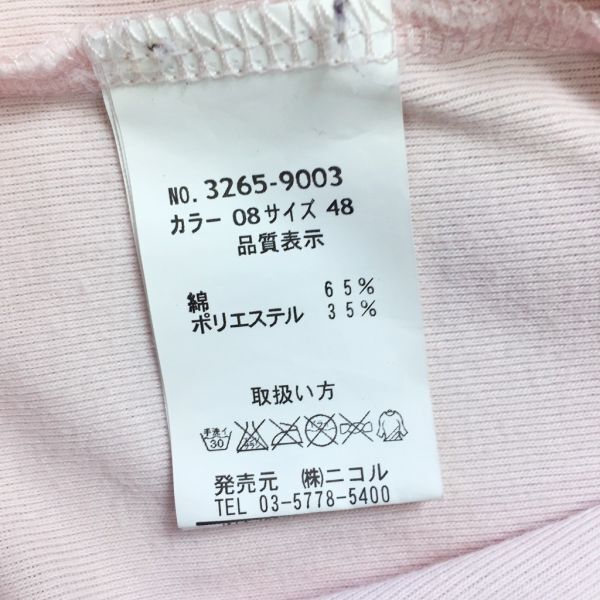 NO. 3265-9003
カラー 08サイズ 48
品質表示
綿 65%
ポリエステル 35%
取扱い方
手洗イ 30
発売元 ㈱ニコル
TEL 03-5778-5400